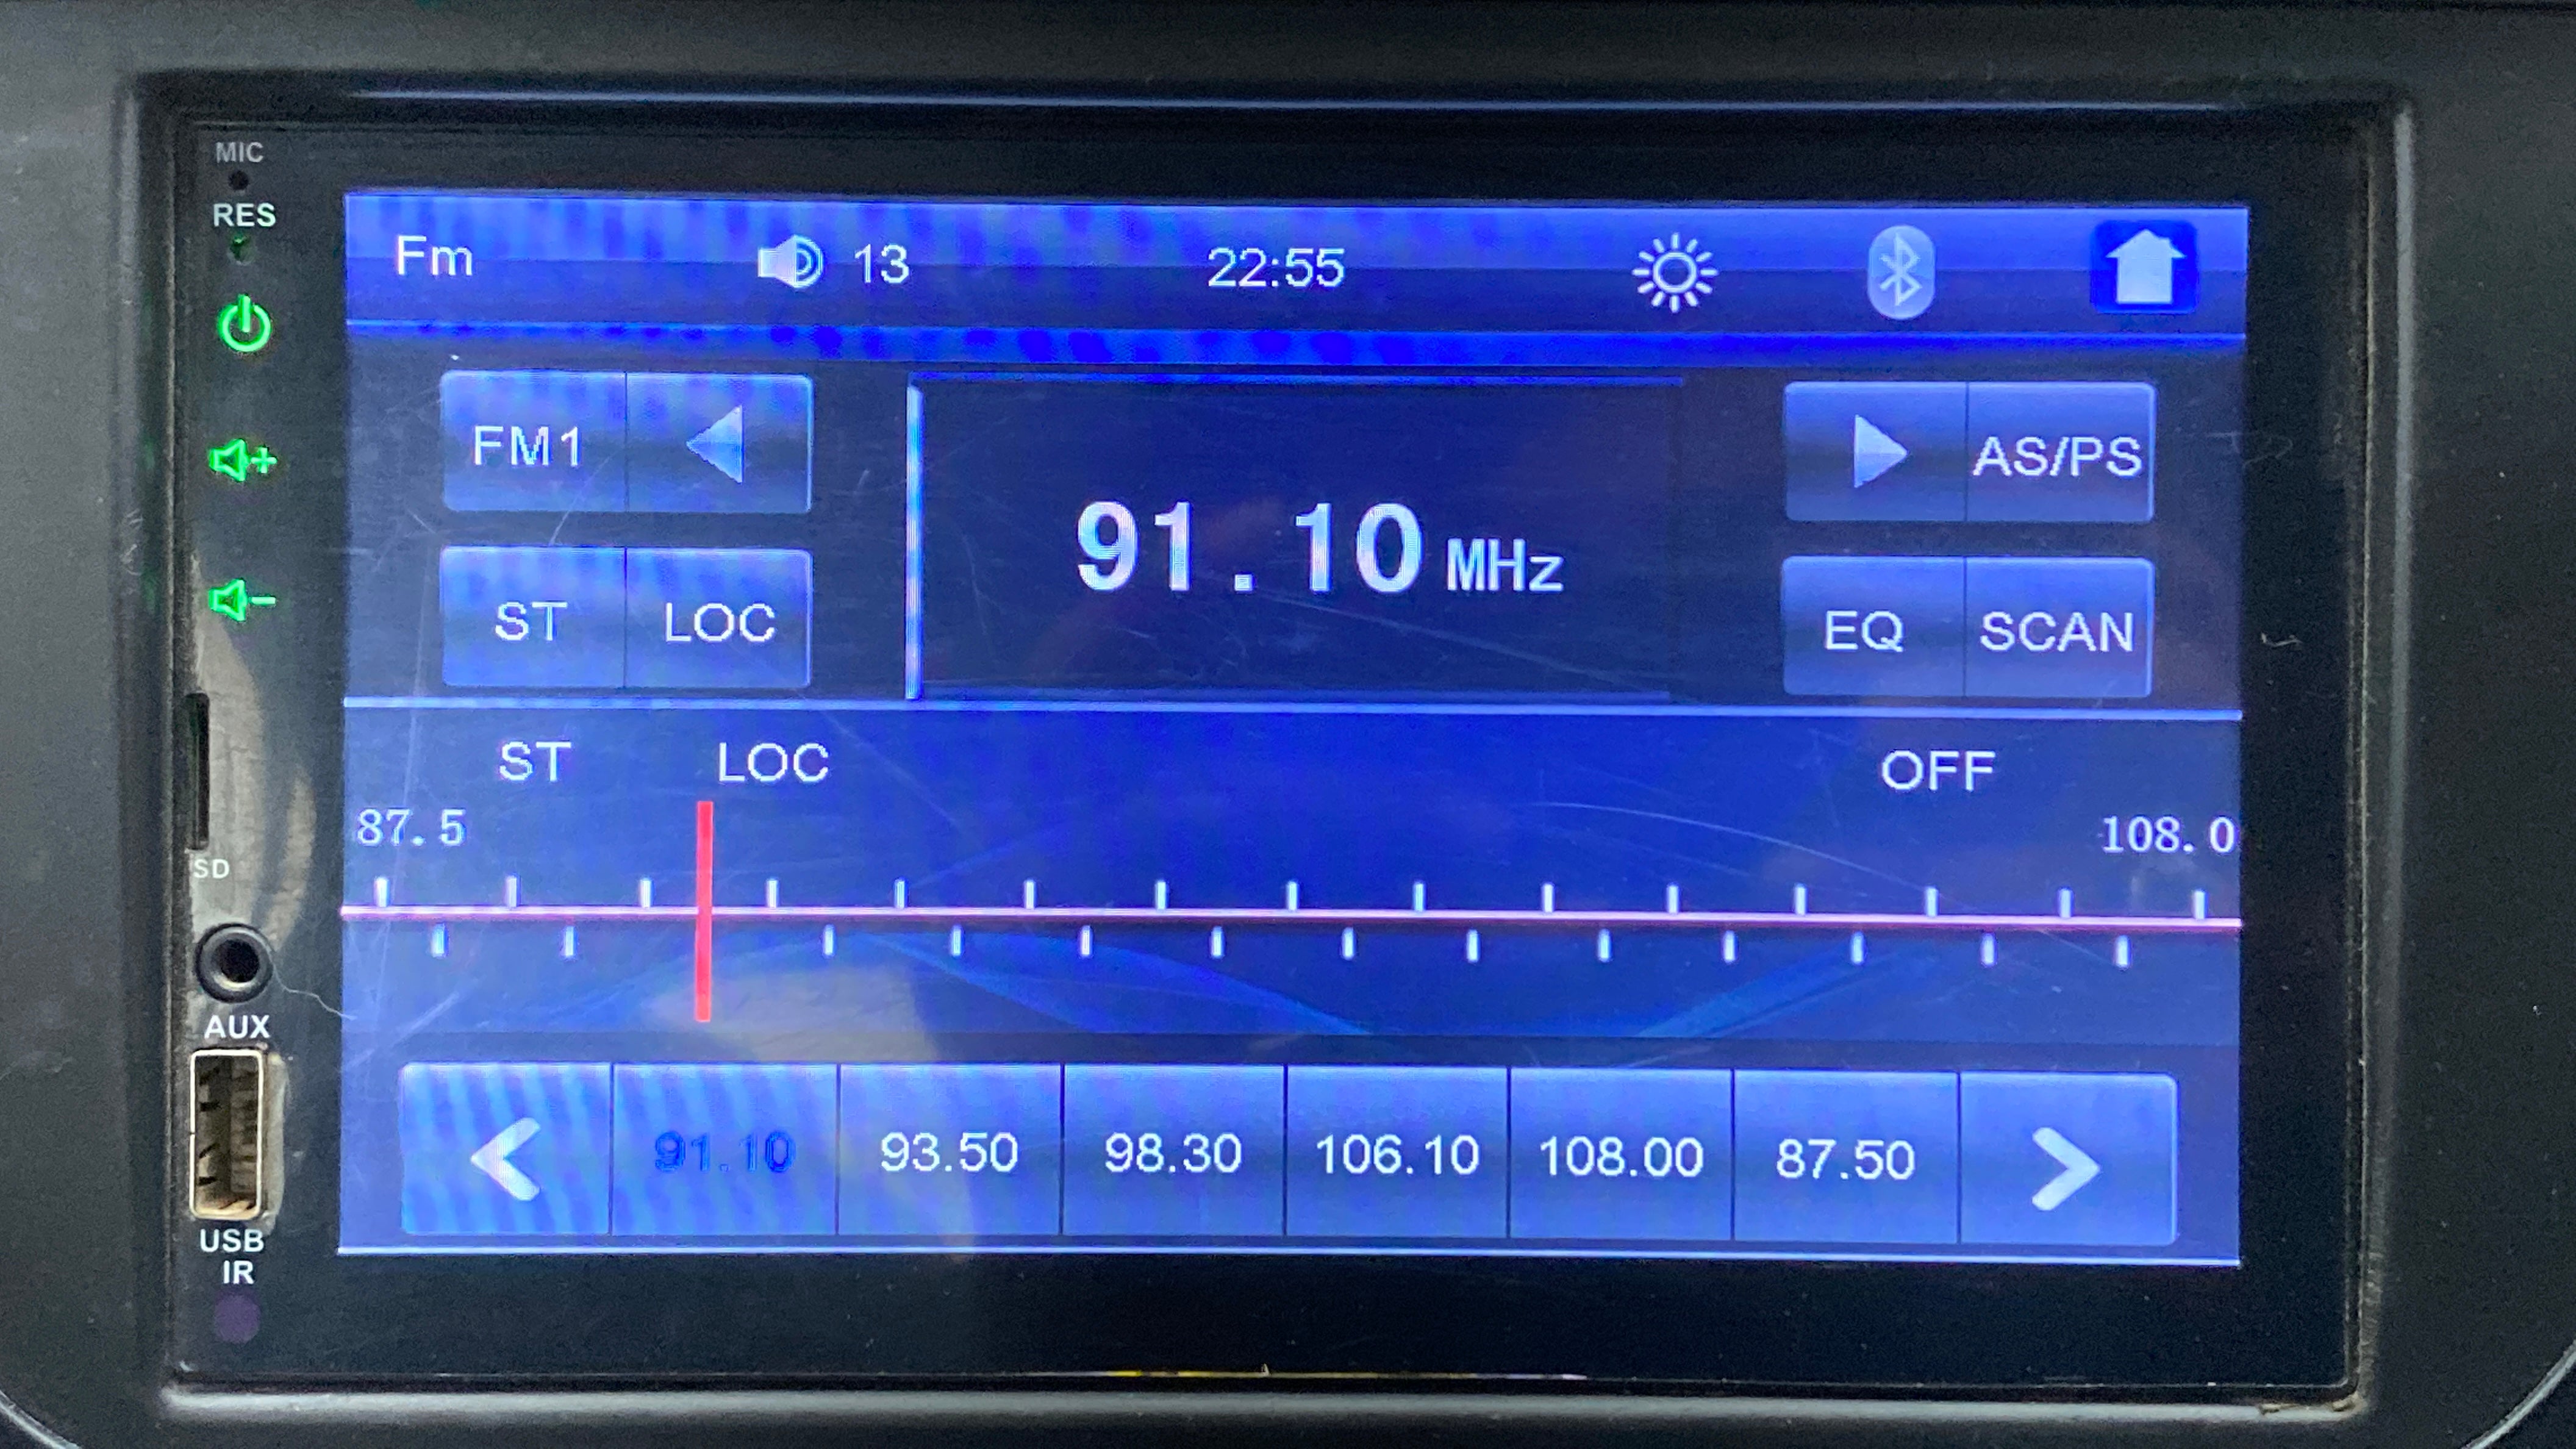 MIC
RES
Fm 13 22:55
FM1 AS/PS
91.10 MHz
ST LOC EQ SCAN
ST LOC OFF
87.5 108.0
SD
AUX
91.10 93.50 98.30 106.10 108.00 87.50
USB
IR